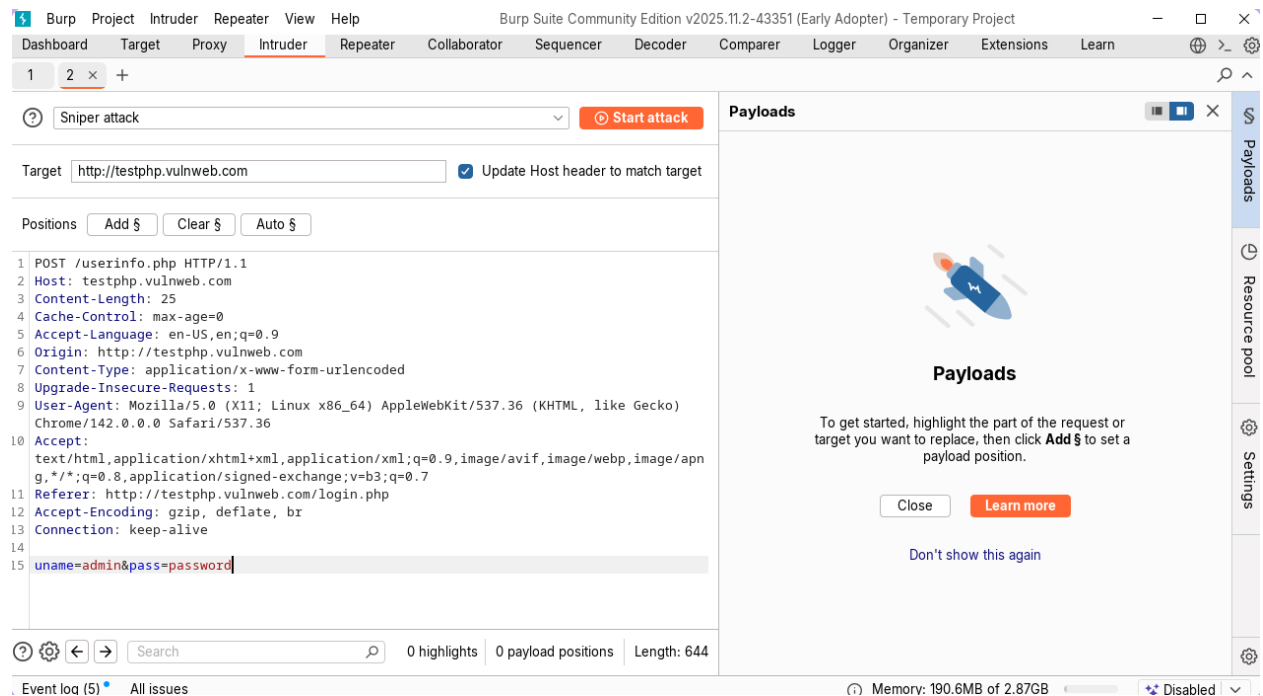 Burp Project Intruder Repeater View Help Burp Suite Community Edition v2025.11.2-43351 (Early Adopter) - Temporary Project
Dashboard Target Proxy Intruder Repeater Collaborator Sequencer Decoder Comparer Logger Organizer Extensions Learn
1 2 × +
Sniper attack Start attack
Target http://testphp.vulnweb.com Update Host header to match target
Positions Add § Clear § Auto §
1 POST /userinfo.php HTTP/1.1
2 Host: testphp.vulnweb.com
3 Content-Length: 25
4 Cache-Control: max-age=0
5 Accept-Language: en-US,en;q=0.9
6 Origin: http://testphp.vulnweb.com
7 Content-Type: application/x-www-form-urlencoded
8 Upgrade-Insecure-Requests: 1
9 User-Agent: Mozilla/5.0 (X11; Linux x86_64) AppleWebKit/537.36 (KHTML, like Gecko)
Chrome/142.0.0.0 Safari/537.36
10 Accept:
text/html,application/xhtml+xml,application/xml;q=0.9,image/avif,image/webp,image/apn
g,*/*;q=0.8,application/signed-exchange;v=b3;q=0.7
11 Referer: http://testphp.vulnweb.com/login.php
12 Accept-Encoding: gzip, deflate, br
13 Connection: keep-alive
14
15 uname=admin&pass=password
Search 0 highlights 0 payload positions Length: 644
Payloads
Payloads
To get started, highlight the part of the request or
target you want to replace, then click Add § to set a
payload position.
Close Learn more
Don't show this again
§ Payloads
Resource pool
Settings
Event log (5) All issues Memory: 190.6MB of 2.87GB Disabled